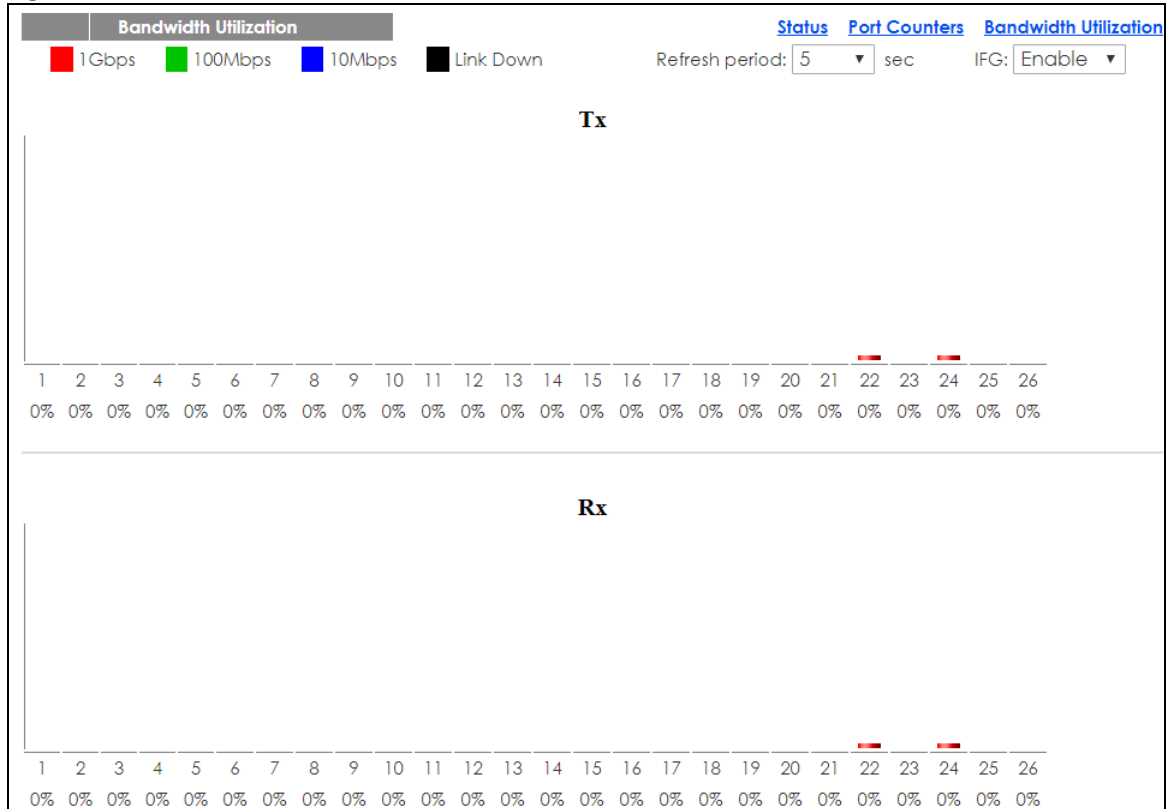 Bandwidth Utilization Status Port Counters Bandwidth Utilization
1Gbps 100Mbps 10Mbps Link Down Refresh period: 5 sec IFG: Enable
Tx
1 2 3 4 5 6 7 8 9 10 11 12 13 14 15 16 17 18 19 20 21 22 23 24 25 26
0% 0% 0% 0% 0% 0% 0% 0% 0% 0% 0% 0% 0% 0% 0% 0% 0% 0% 0% 0% 0% 0% 0% 0% 0% 0%
Rx
1 2 3 4 5 6 7 8 9 10 11 12 13 14 15 16 17 18 19 20 21 22 23 24 25 26
0% 0% 0% 0% 0% 0% 0% 0% 0% 0% 0% 0% 0% 0% 0% 0% 0% 0% 0% 0% 0% 0% 0% 0% 0% 0%